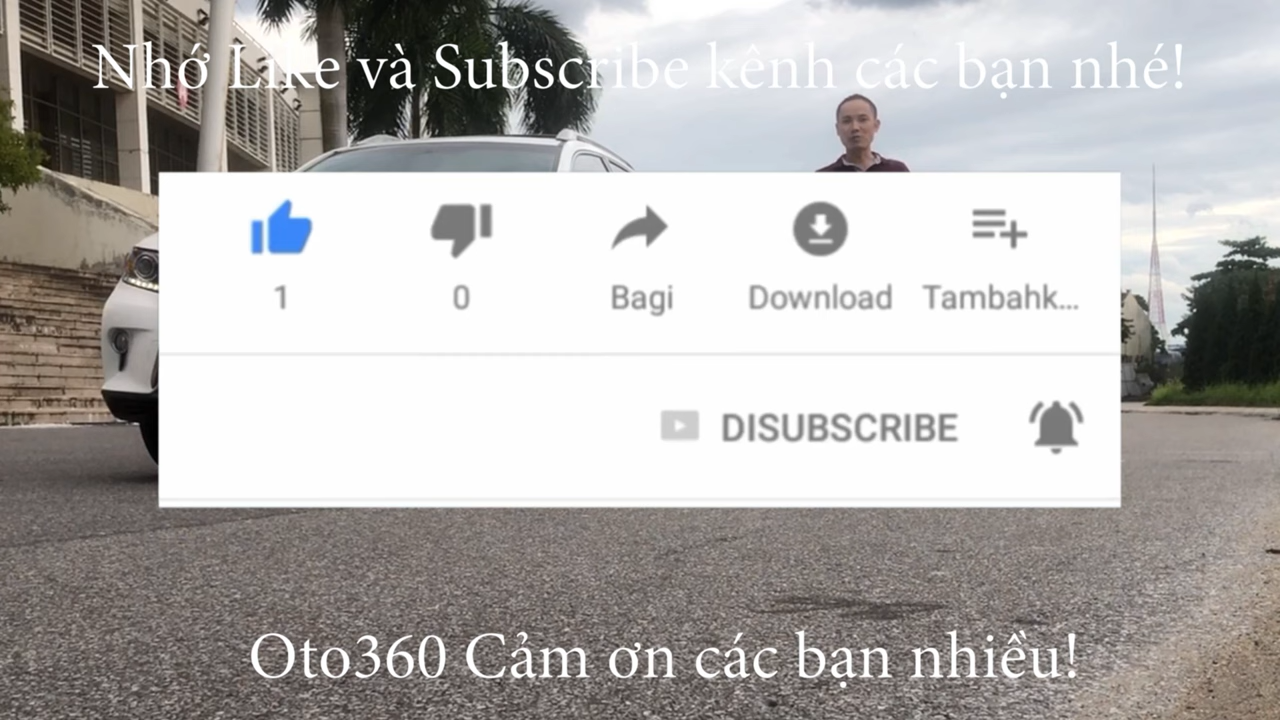 Nhớ Like và Subscribe kênh các bạn nhé!
1 0 Bagi Download Tambahk...
DISUBSCRIBE
Oto360 Cảm ơn các bạn nhiều!